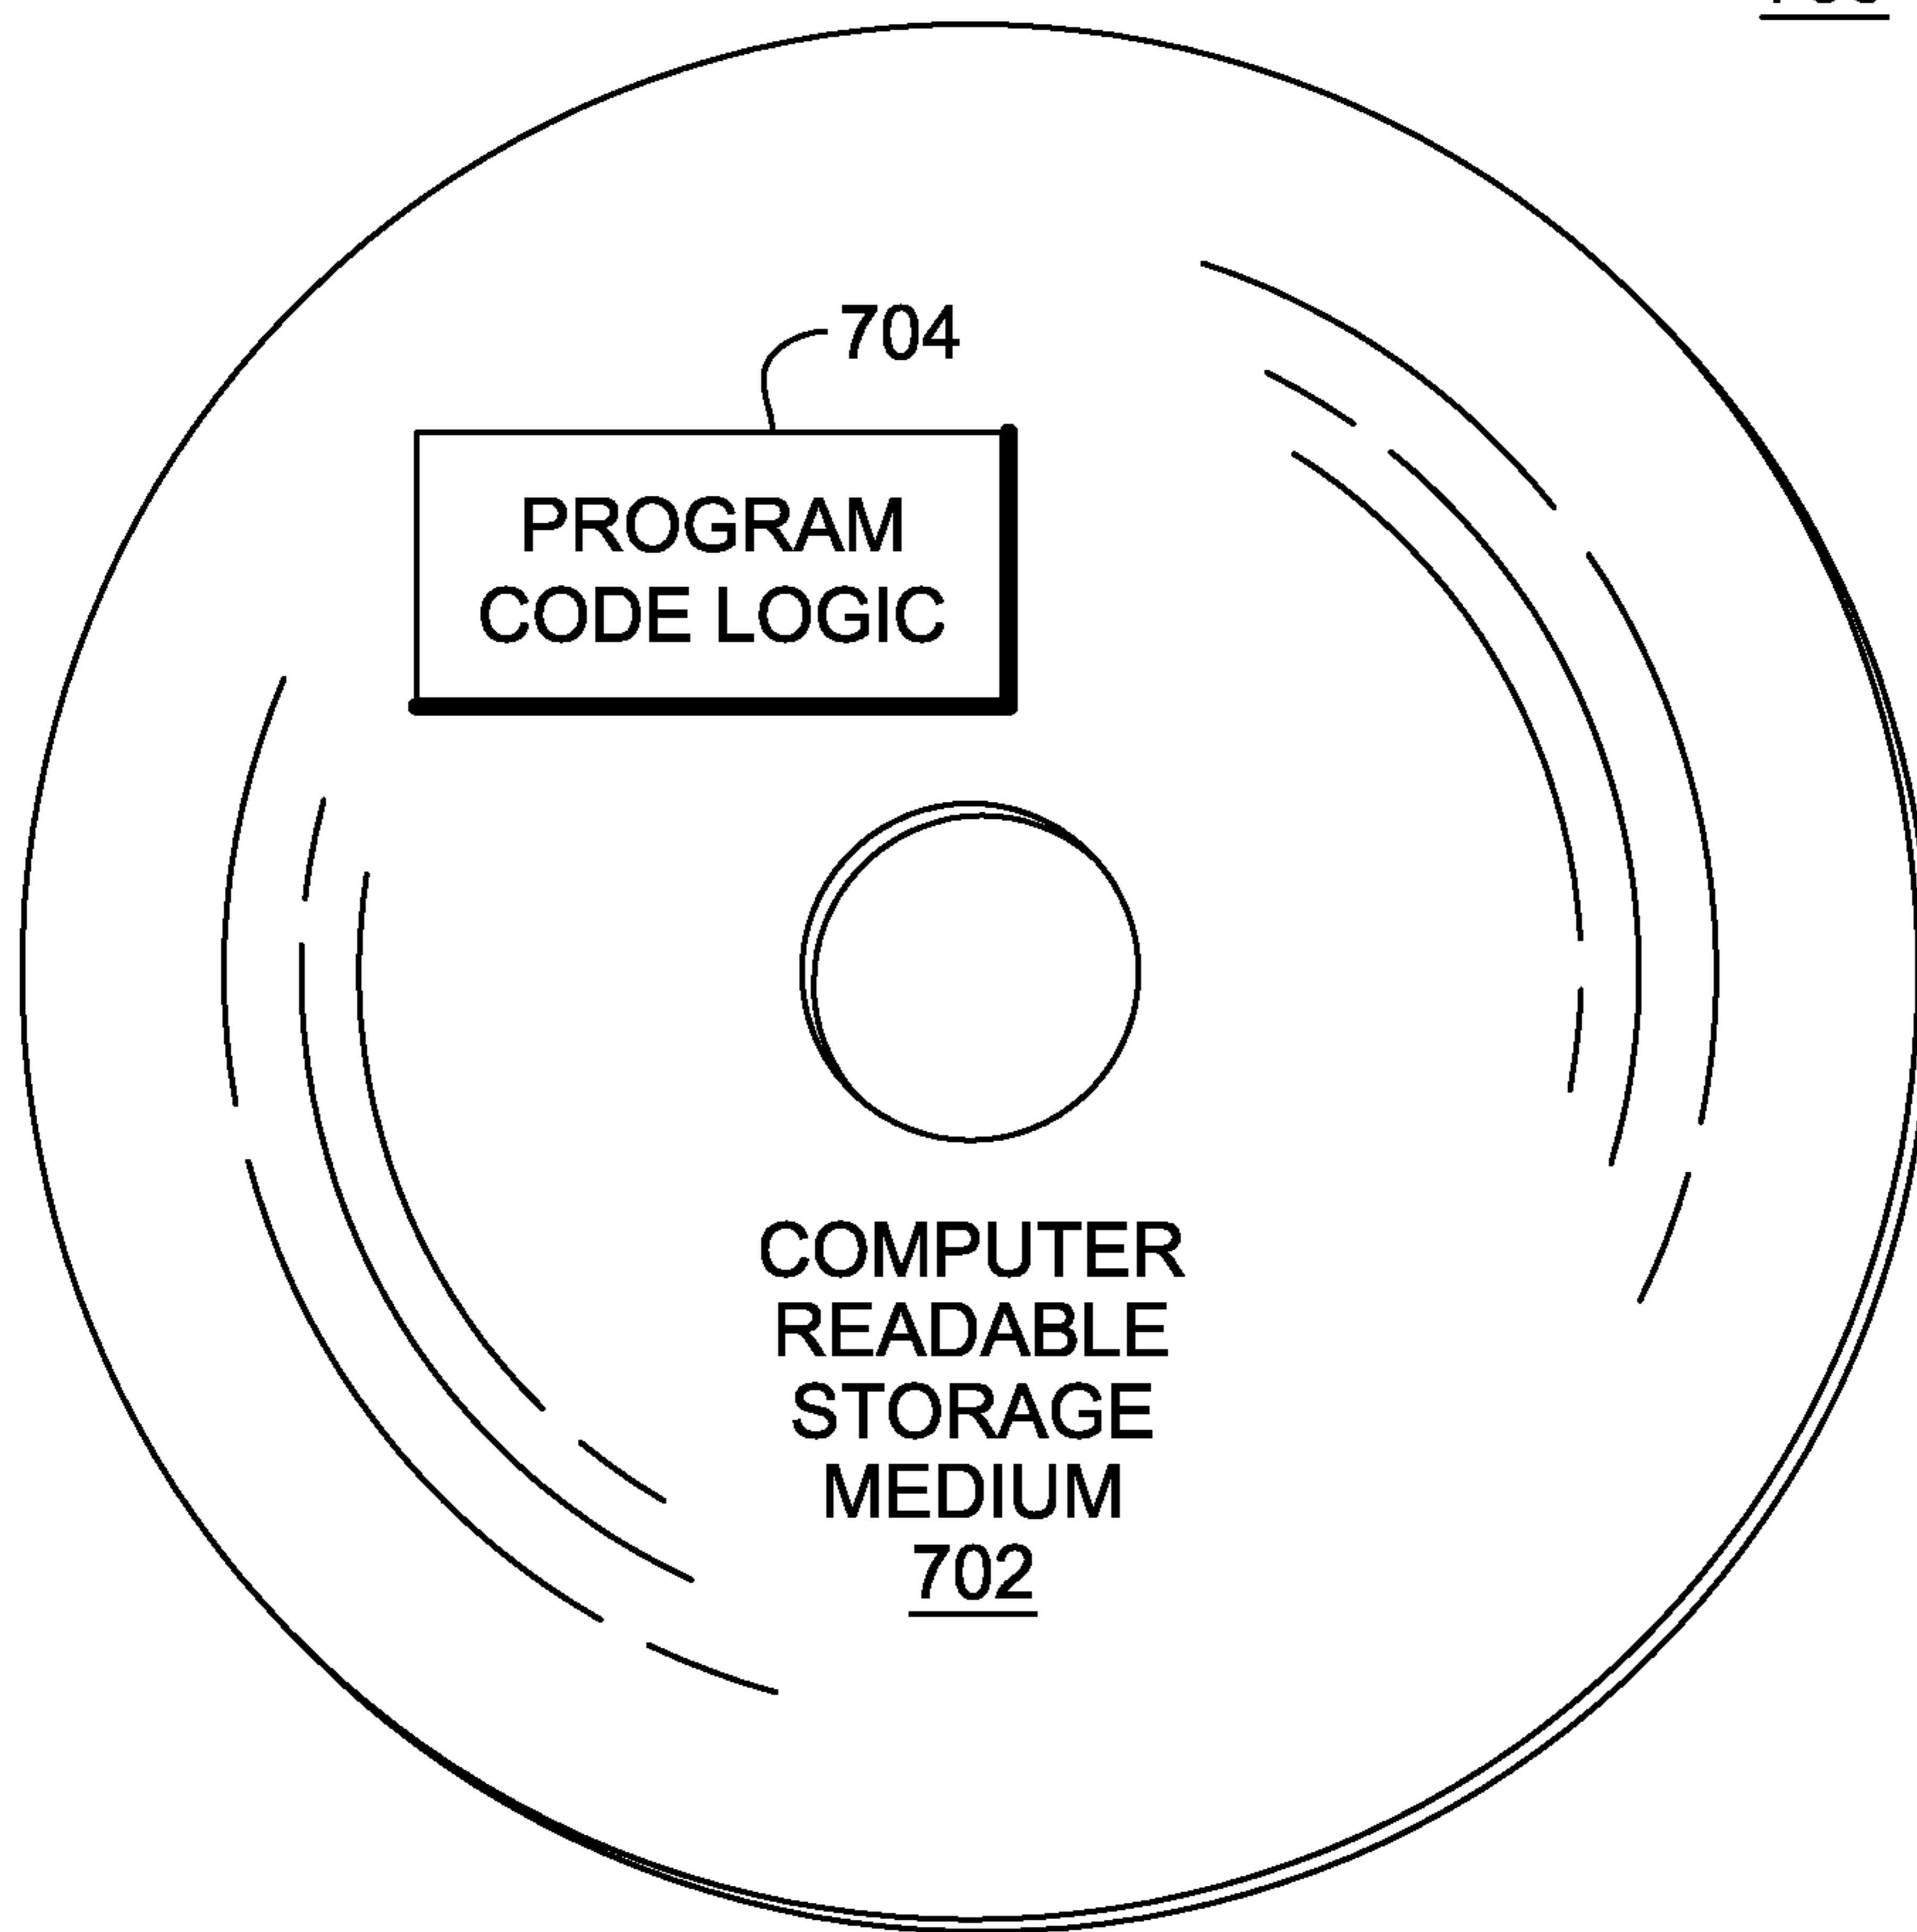 704
PROGRAM
CODE LOGIC
COMPUTER
READABLE
STORAGE
MEDIUM
702